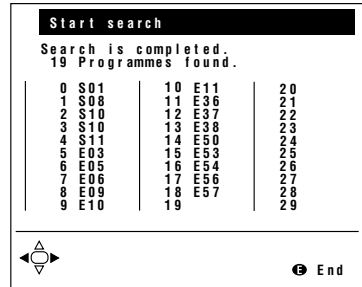 Start search
Search is completed.
19 Programmes found.
0 S01 10 E11 20
1 S08 11 E36 21
2 S10 12 E37 22
3 S10 13 E38 23
4 S11 14 E50 24
5 E03 15 E53 25
6 E05 16 E54 26
7 E06 17 E56 27
8 E09 18 E57 28
9 E10 19 29
E End